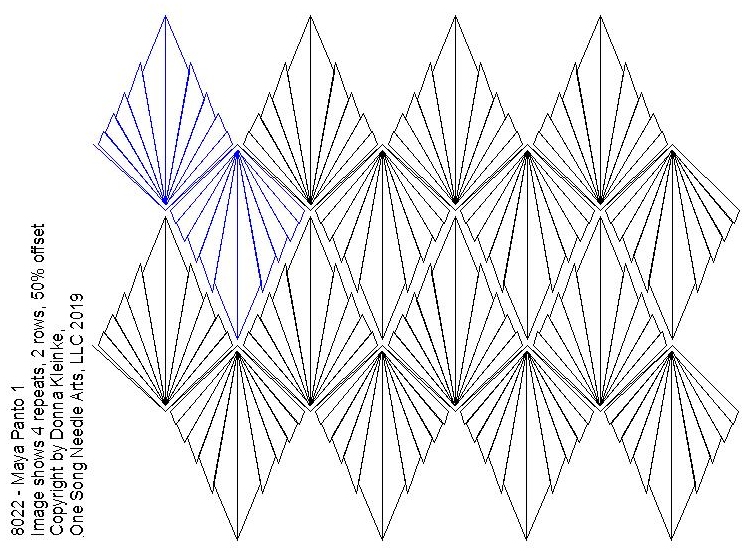 8022 - Maya Panto 1
Image shows 4 repeats, 2 rows, 50% offset
Copyright by Donna Kleinke,
One Song Needle Arts, LLC 2019